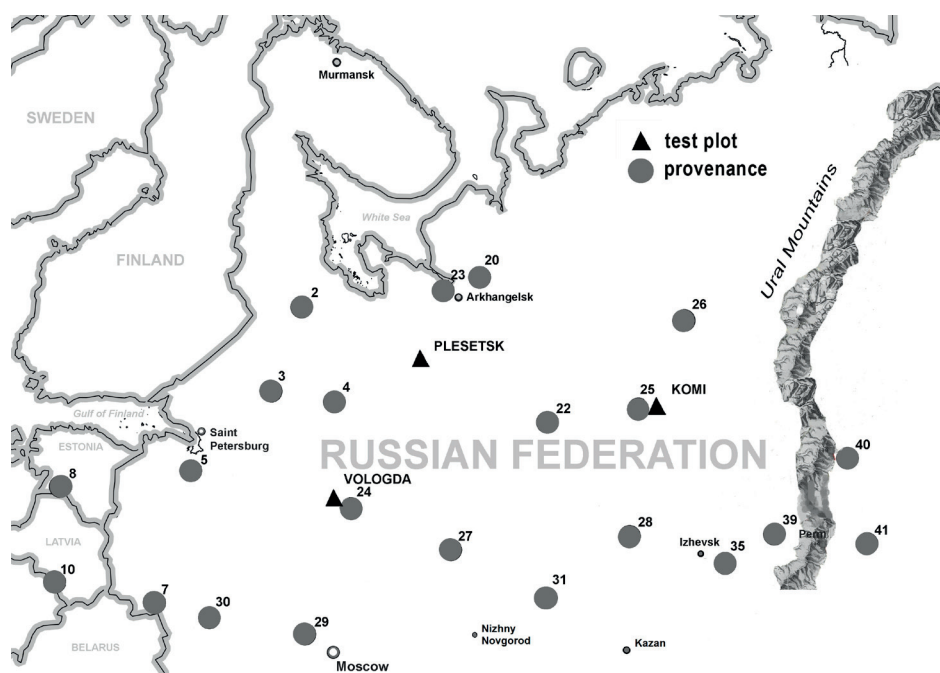 Murmansk
SWEDEN
test plot
provenance
Ural Mountains
White Sea
FINLAND
20
23
Arkhangelsk
2
26
PLESETSK
3
4
25
KOMI
22
Gulf of Finland
Saint
Petersburg
ESTONIA
RUSSIAN FEDERATION
40
5
8
VOLOGDA
24
28
39
Perm
41
LATVIA
27
Izhevsk
35
10
7
31
30
29
Nizhny
Novgorod
Kazan
BELARUS
Moscow